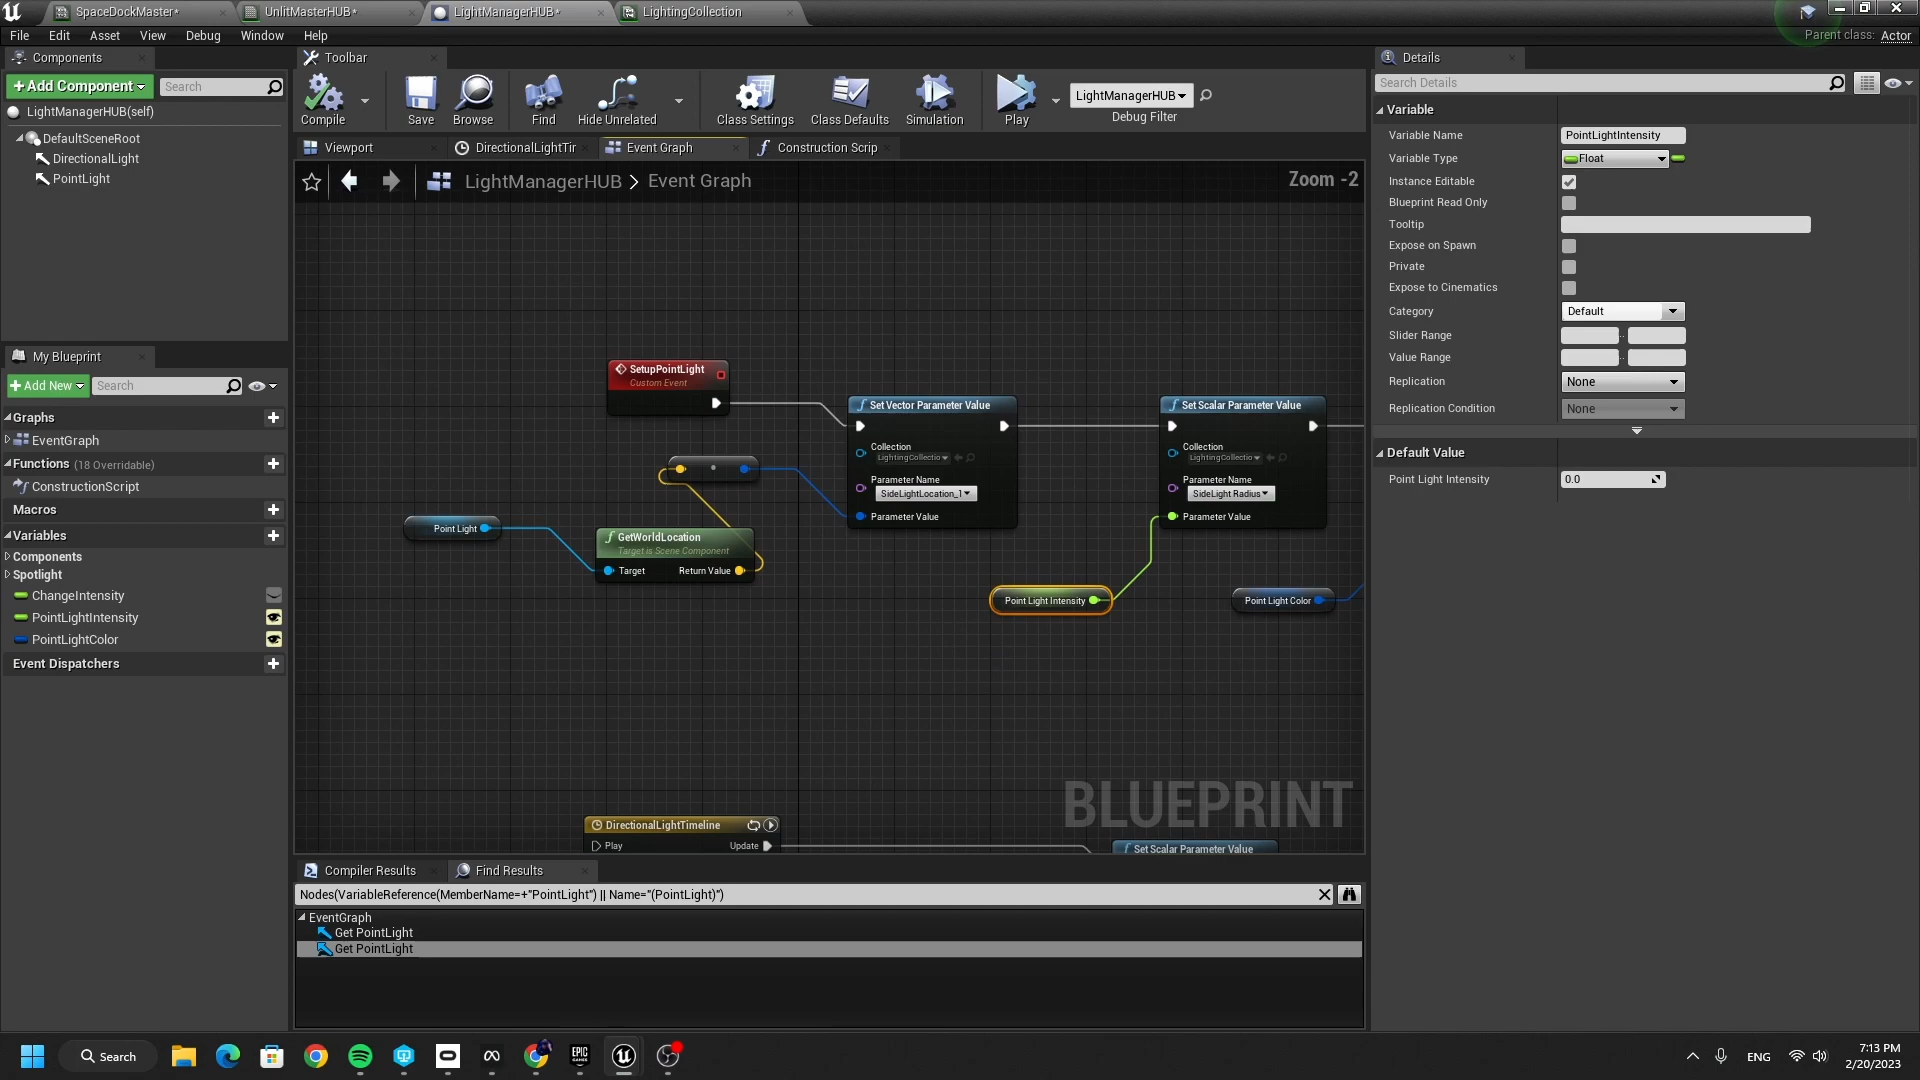 SpaceDockMaster*
UnlitMasterHUB*
LightManagerHUB*
LightingCollection
File Edit Asset View Debug Window Help
Parent class: Actor
Components
+Add Component
Search
LightManagerHUB(self)
DefaultSceneRoot
DirectionalLight
PointLight
Toolbar
Compile
Save
Browse
Find
Hide Unrelated
Class Settings
Class Defaults
Simulation
Play
LightManagerHUB
Debug Filter
Viewport
DirectionalLightTir
Event Graph
Construction Scrip
LightManagerHUB > Event Graph
Zoom -2
My Blueprint
+Add New
Search
Graphs
EventGraph
Functions (18 Overridable)
ConstructionScript
Macros
Variables
Components
Spotlight
ChangeIntensity
PointLightIntensity
PointLightColor
Event Dispatchers
SetupPointLight
Custom Event
Point Light
GetWorldLocation
Target is Scene Component
Target
Return Value
Set Vector Parameter Value
Collection
LightingCollectio
Parameter Name
SideLightLocation_1
Parameter Value
Set Scalar Parameter Value
Collection
LightingCollectio
Parameter Name
SideLight Radius
Parameter Value
Point Light Intensity
Point Light Color
BLUEPRINT
DirectionalLightTimeline
Play
Update
Set Scalar Parameter Value
Compiler Results
Find Results
Nodes(VariableReference(MemberName=+"PointLight") || Name="(PointLight)")
EventGraph
Get PointLight
Get PointLight
Details
Search Details
Variable
Variable Name PointLightIntensity
Variable Type Float
Instance Editable
Blueprint Read Only
Tooltip
Expose on Spawn
Private
Expose to Cinematics
Category Default
Slider Range
Value Range
Replication None
Replication Condition None
Default Value
Point Light Intensity 0.0
Search
EPIC GAMES
ENG
7:13 PM
2/20/2023